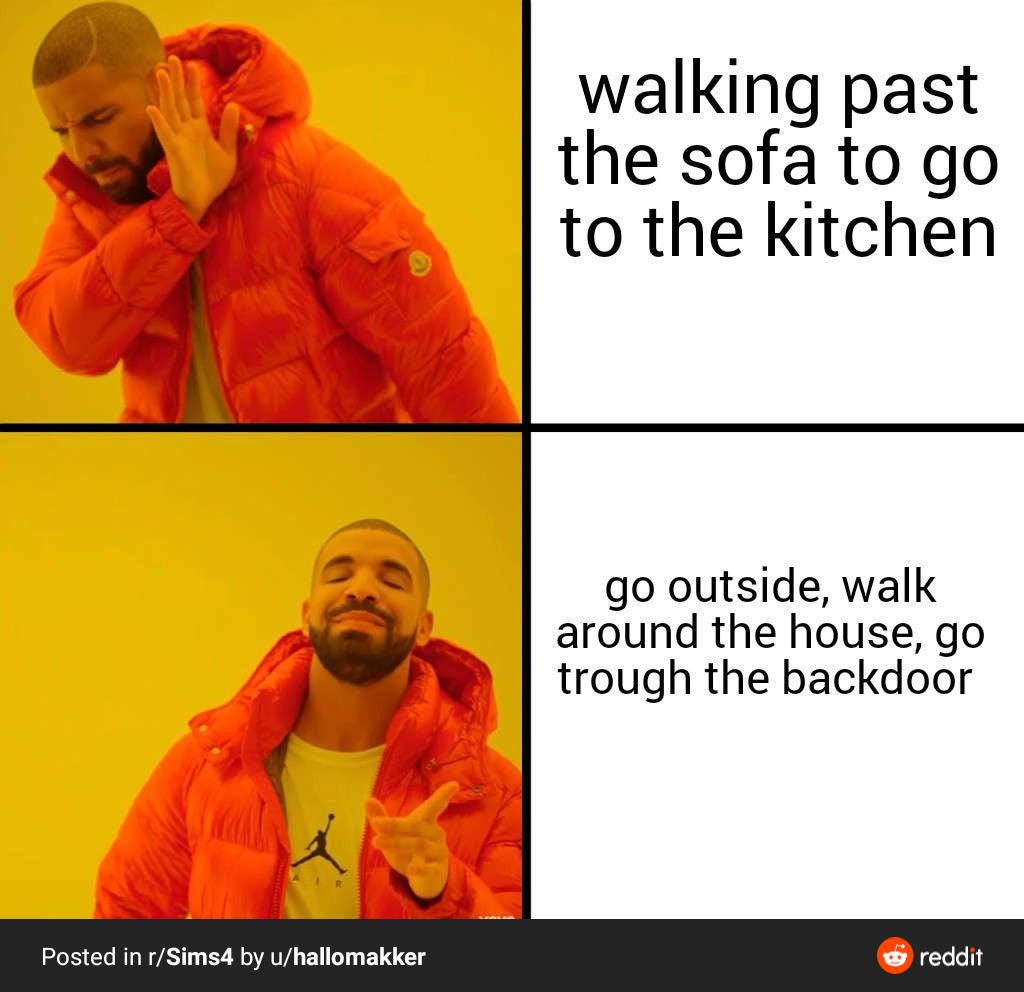 walking past
the sofa to go
to the kitchen
go outside, walk
around the house, go
trough the backdoor
AIR
Posted in r/Sims4 by u/hallomakker
reddit